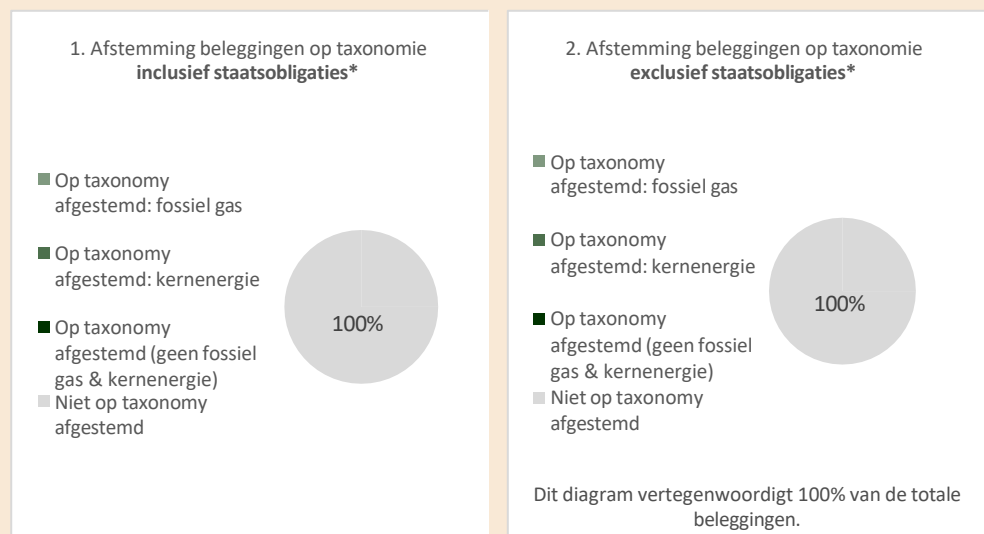 1. Afstemming beleggingen op taxonomie
inclusief staatsobligaties*
Op taxonomy
afgestemd: fossiel gas
Op taxonomy
afgestemd: kernenergie
Op taxonomy
afgestemd (geen fossiel
gas & kernenergie)
Niet op taxonomy
afgestemd
100%
2. Afstemming beleggingen op taxonomie
exclusief staatsobligaties*
Op taxonomy
afgestemd: fossiel gas
Op taxonomy
afgestemd: kernenergie
Op taxonomy
afgestemd (geen fossiel
gas & kernenergie)
Niet op taxonomy
afgestemd
100%
Dit diagram vertegenwoordigt 100% van de totale
beleggingen.